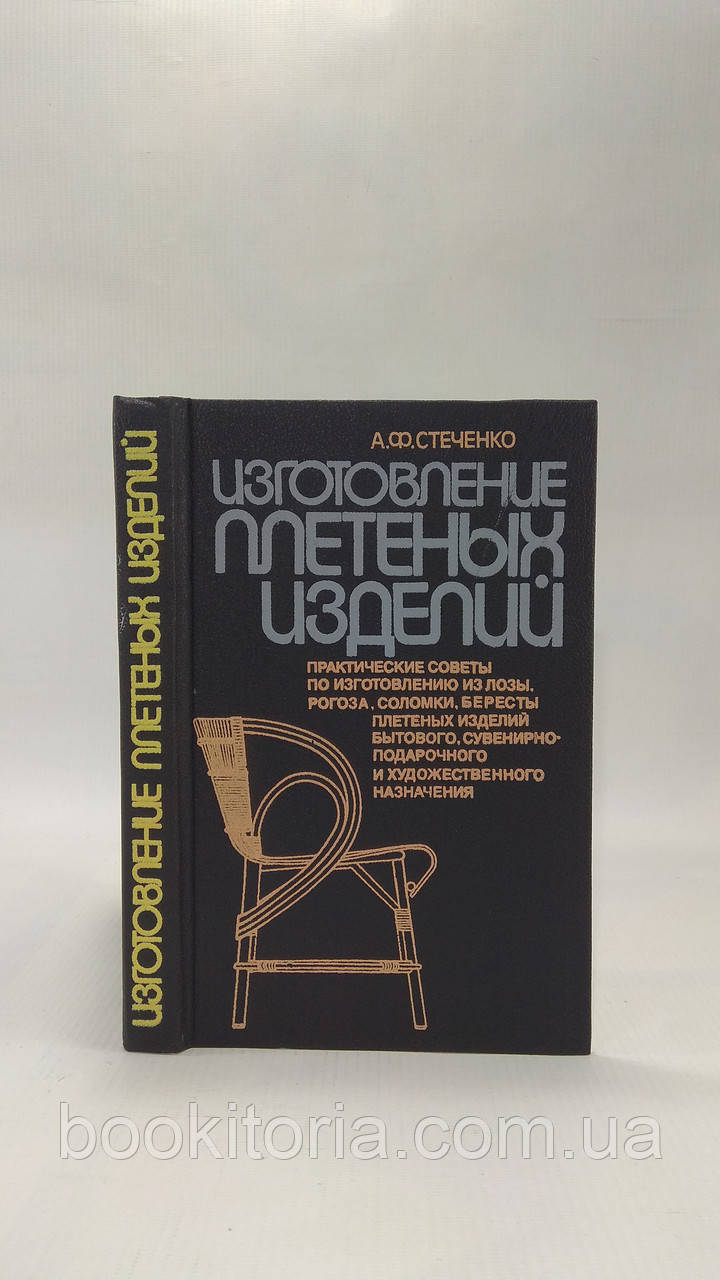 ИЗГОТОВЛЕНИЕ ПЛЕТЕНЫХ ИЗДЕЛИЙ
А.Ф.СТЕЧЕНКО
ИЗГОТОВЛЕНИЕ
ПЛЕТЕНЫХ
ИЗДЕЛИЙ
ПРАКТИЧЕСКИЕ СОВЕТЫ
ПО ИЗГОТОВЛЕНИЮ ИЗ ЛОЗЫ,
РОГОЗА, СОЛОМКИ, БЕРЕСТЫ
ПЛЕТЕНЫХ ИЗДЕЛИЙ
БЫТОВОГО, СУВЕНИРНО-
ПОДАРОЧНОГО
И ХУДОЖЕСТВЕННОГО
НАЗНАЧЕНИЯ
bookitoria.com.ua